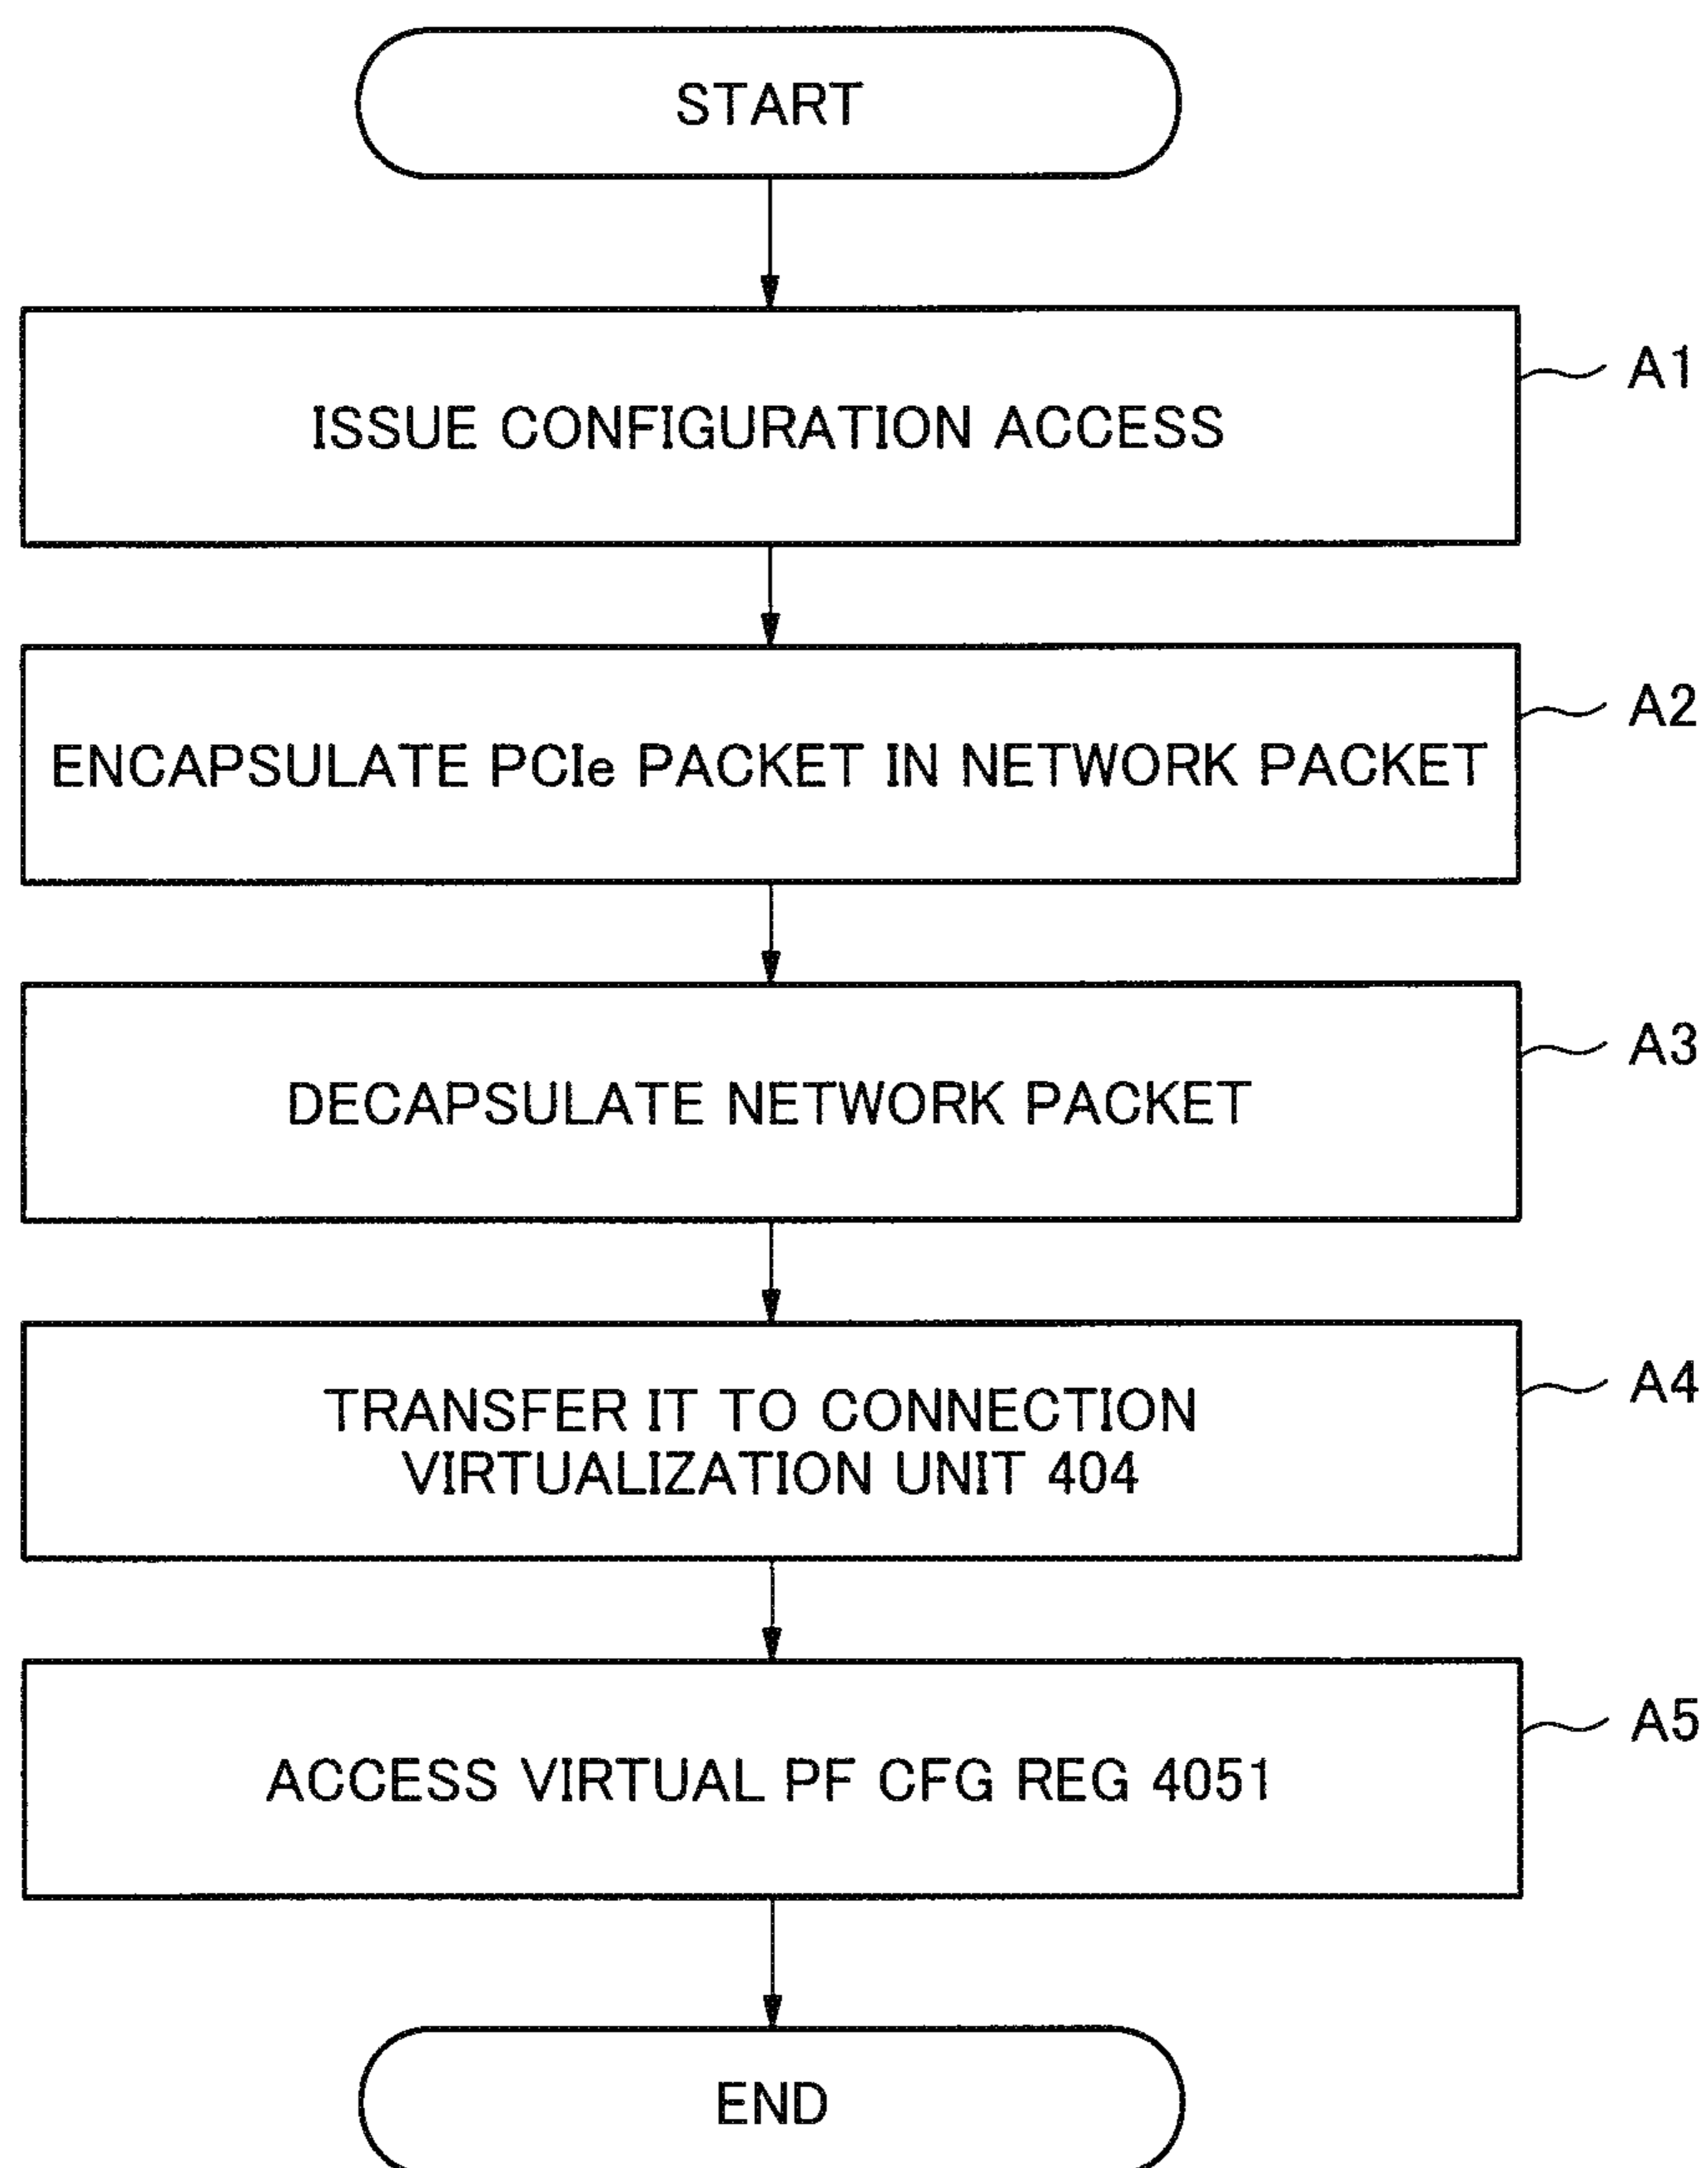 START
ISSUE CONFIGURATION ACCESS
A1
ENCAPSULATE PCIe PACKET IN NETWORK PACKET
A2
DECAPSULATE NETWORK PACKET
A3
TRANSFER IT TO CONNECTION
VIRTUALIZATION UNIT 404
A4
ACCESS VIRTUAL PF CFG REG 4051
A5
END